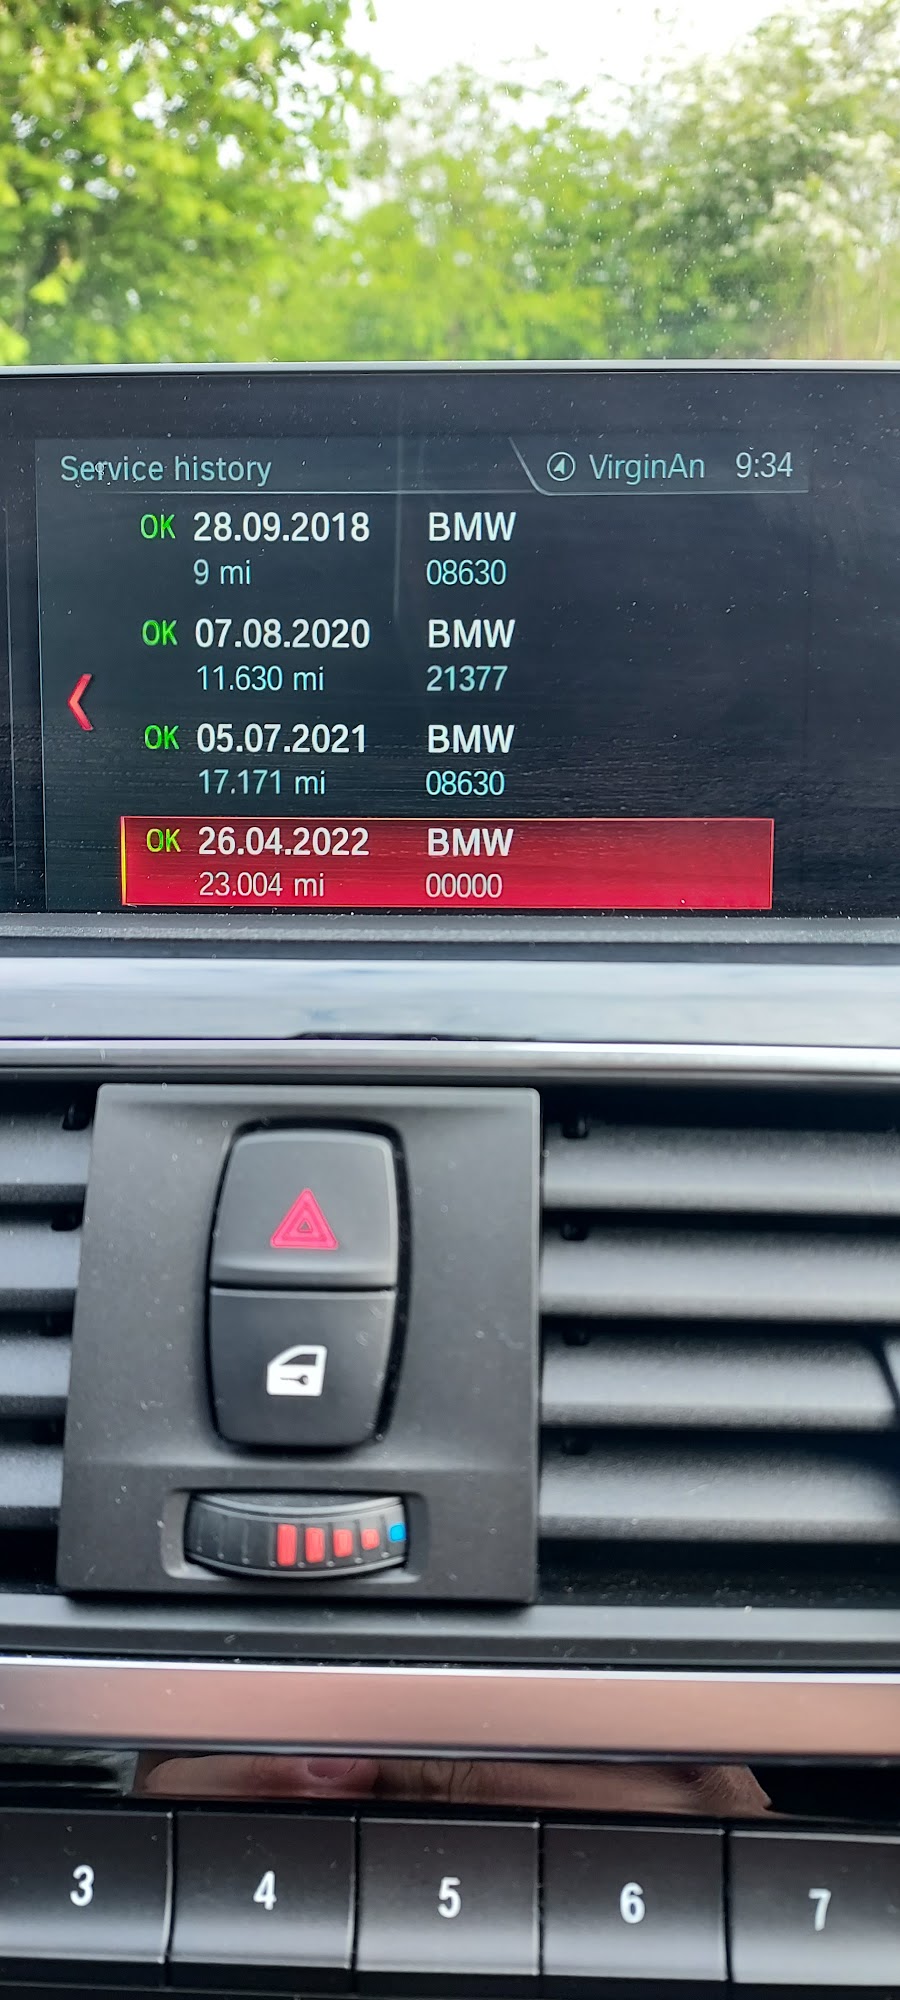 Service history VirginAn 9:34
OK 28.09.2018 BMW
9 mi 08630
OK 07.08.2020 BMW
11.630 mi 21377
OK 05.07.2021 BMW
17.171 mi 08630
OK 26.04.2022 BMW
23.004 mi 00000
3 4 5 6 7